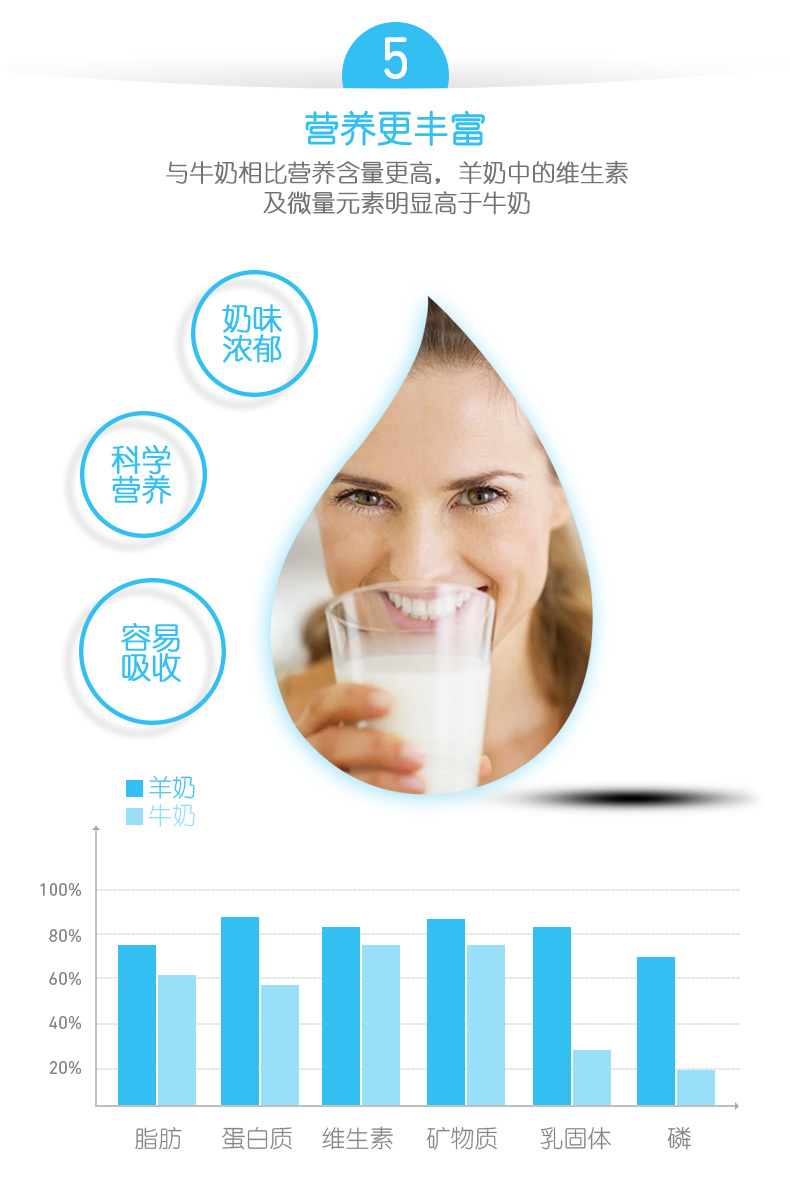 5
营养更丰富
与牛奶相比营养含量更高，羊奶中的维生素
及微量元素明显高于牛奶
奶味
浓郁
科学
营养
容易
吸收
羊奶
牛奶
100%
80%
60%
40%
20%
脂肪 蛋白质 维生素 矿物质 乳固体 磷